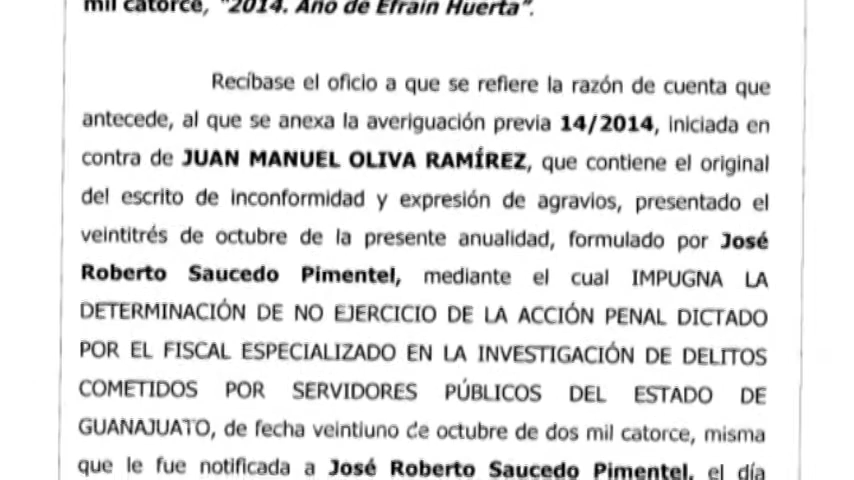 mil catorce, "2014. Año de Efraín Huerta".
Recíbase el oficio a que se refiere la razón de cuenta que
antecede, al que se anexa la averiguación previa 14/2014, iniciada en
contra de JUAN MANUEL OLIVA RAMÍREZ, que contiene el original
del escrito de inconformidad y expresión de agravios, presentado el
veintitrés de octubre de la presente anualidad, formulado por José
Roberto Saucedo Pimentel, mediante el cual IMPUGNA LA
DETERMINACIÓN DE NO EJERCICIO DE LA ACCIÓN PENAL DICTADO
POR EL FISCAL ESPECIALIZADO EN LA INVESTIGACIÓN DE DELITOS
COMETIDOS POR SERVIDORES PÚBLICOS DEL ESTADO DE
GUANAJUATO, de fecha veintiuno de octubre de dos mil catorce, misma
que le fue notificada a José Roberto Saucedo Pimentel, el día